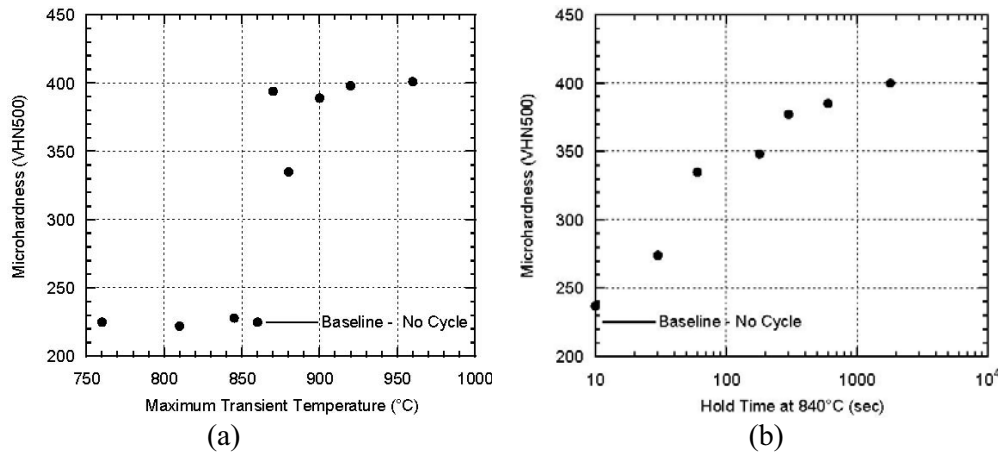 450
400
350
300
250
200
Microhardness (VHN500)
Baseline - No Cycle
750 800 850 900 950 1000
Maximum Transient Temperature (°C)
(a)
450
400
350
300
250
200
Microhardness (VHN500)
Baseline - No Cycle
10 100 1000 10⁴
Hold Time at 840°C (sec)
(b)